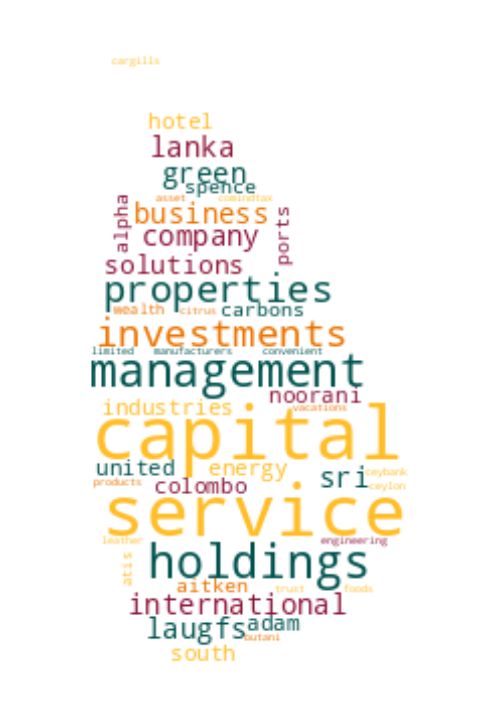 cargills
hotel
lanka
green
spence
asset comindtax
alpha business ports
company
solutions
properties
wealth citrus carbons
investments
limited manufacturers convenient
management
noorani
industries vacations
capital
united energy sri ceybank
products colombo ceylon
service
leather engineering
holdings
atis aitken trust foods
international
laugfs adam
butani
south